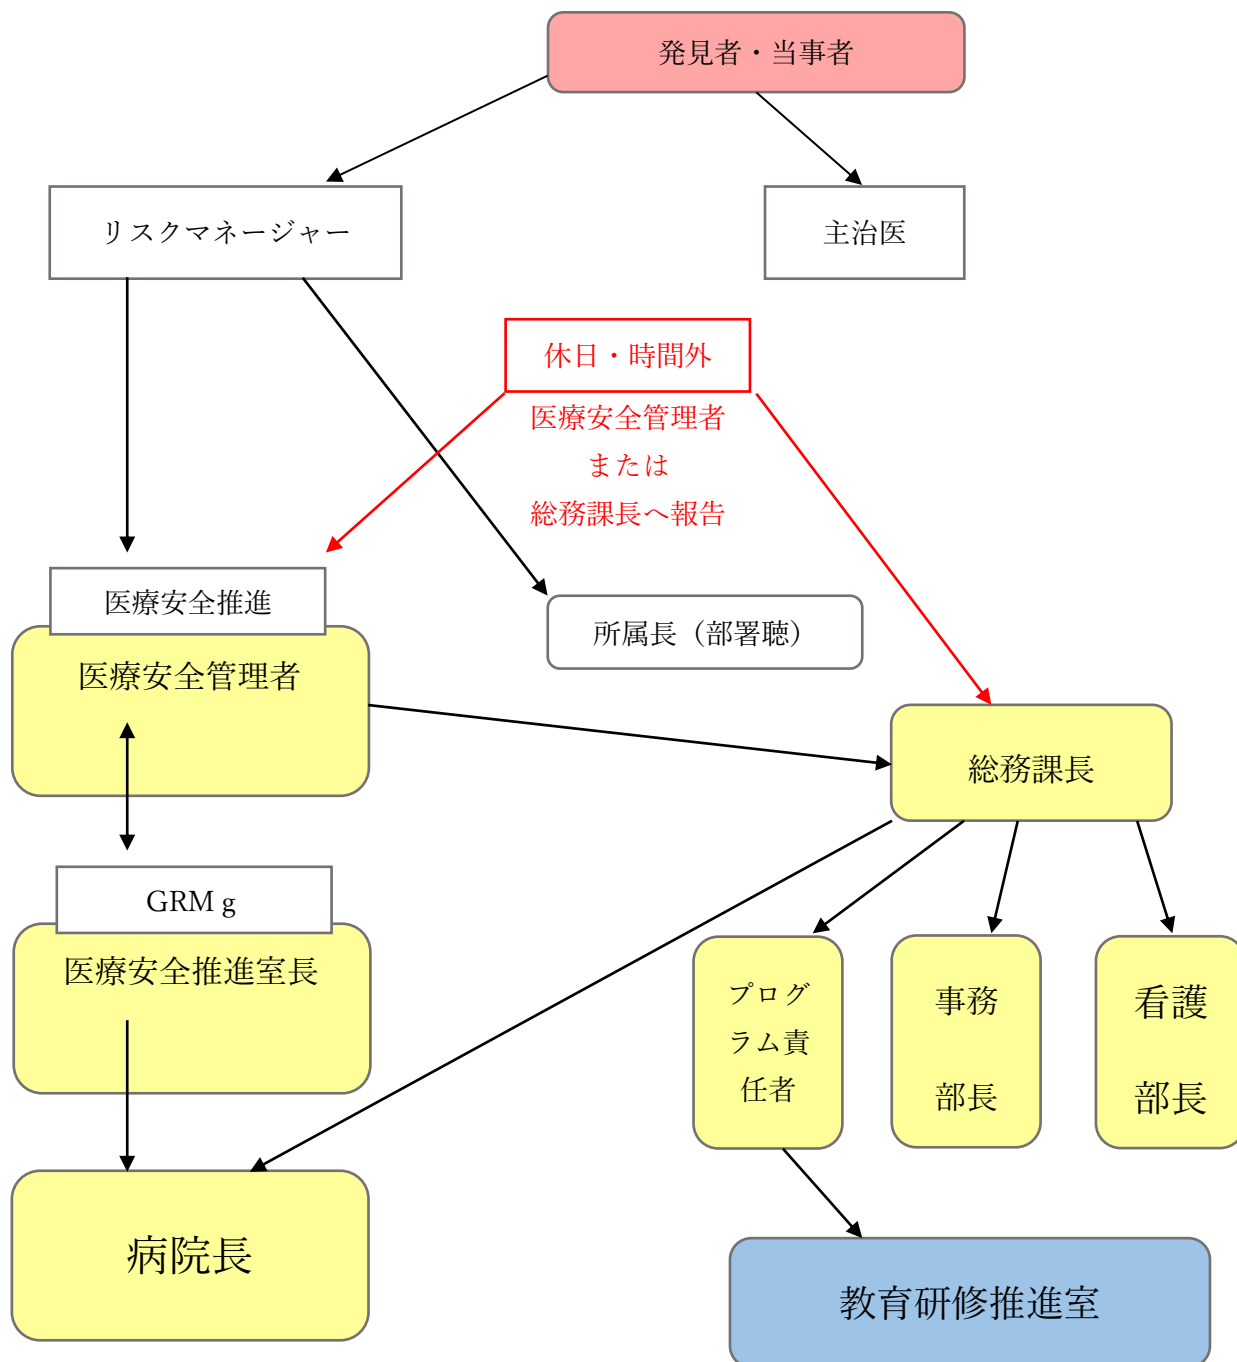 発見者・当事者
リスクマネージャー
主治医
休日・時間外
医療安全管理者
または
総務課長へ報告
医療安全推進
医療安全管理者
所属長（部署聴）
総務課長
GRM g
医療安全推進室長
プログ
ラム責
任者
事務
部長
看護
部長
病院長
教育研修推進室